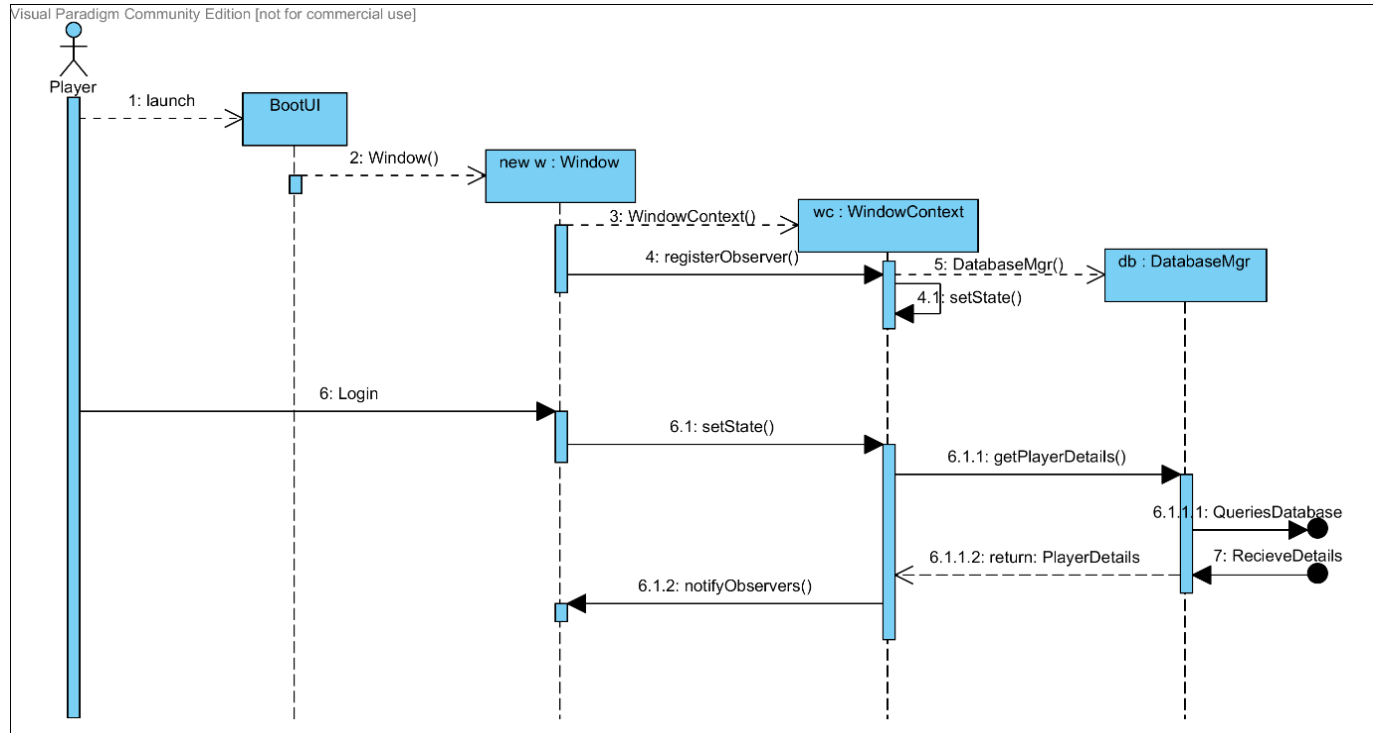 Visual Paradigm Community Edition [not for commercial use]
Player
1: launch
BootUI
2: Window()
new w : Window
3: WindowContext()
wc : WindowContext
4: registerObserver()
5: DatabaseMgr()
db : DatabaseMgr
4.1: setState()
6: Login
6.1: setState()
6.1.1: getPlayerDetails()
6.1.1.1: QueriesDatabase
6.1.1.2: return: PlayerDetails
7: RecieveDetails
6.1.2: notifyObservers()